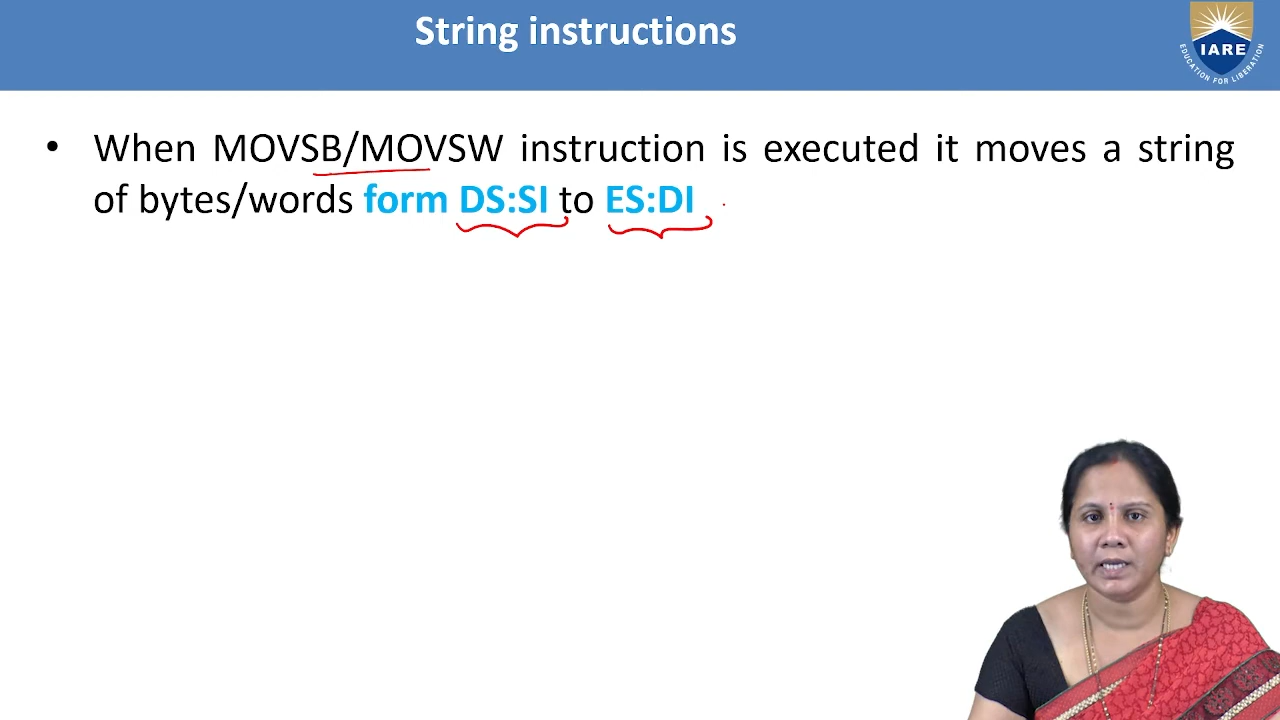 String instructions
IARE
EDUCATION FOR LIBERATION
• When MOVSB/MOVSW instruction is executed it moves a string
of bytes/words form DS:SI to ES:DI